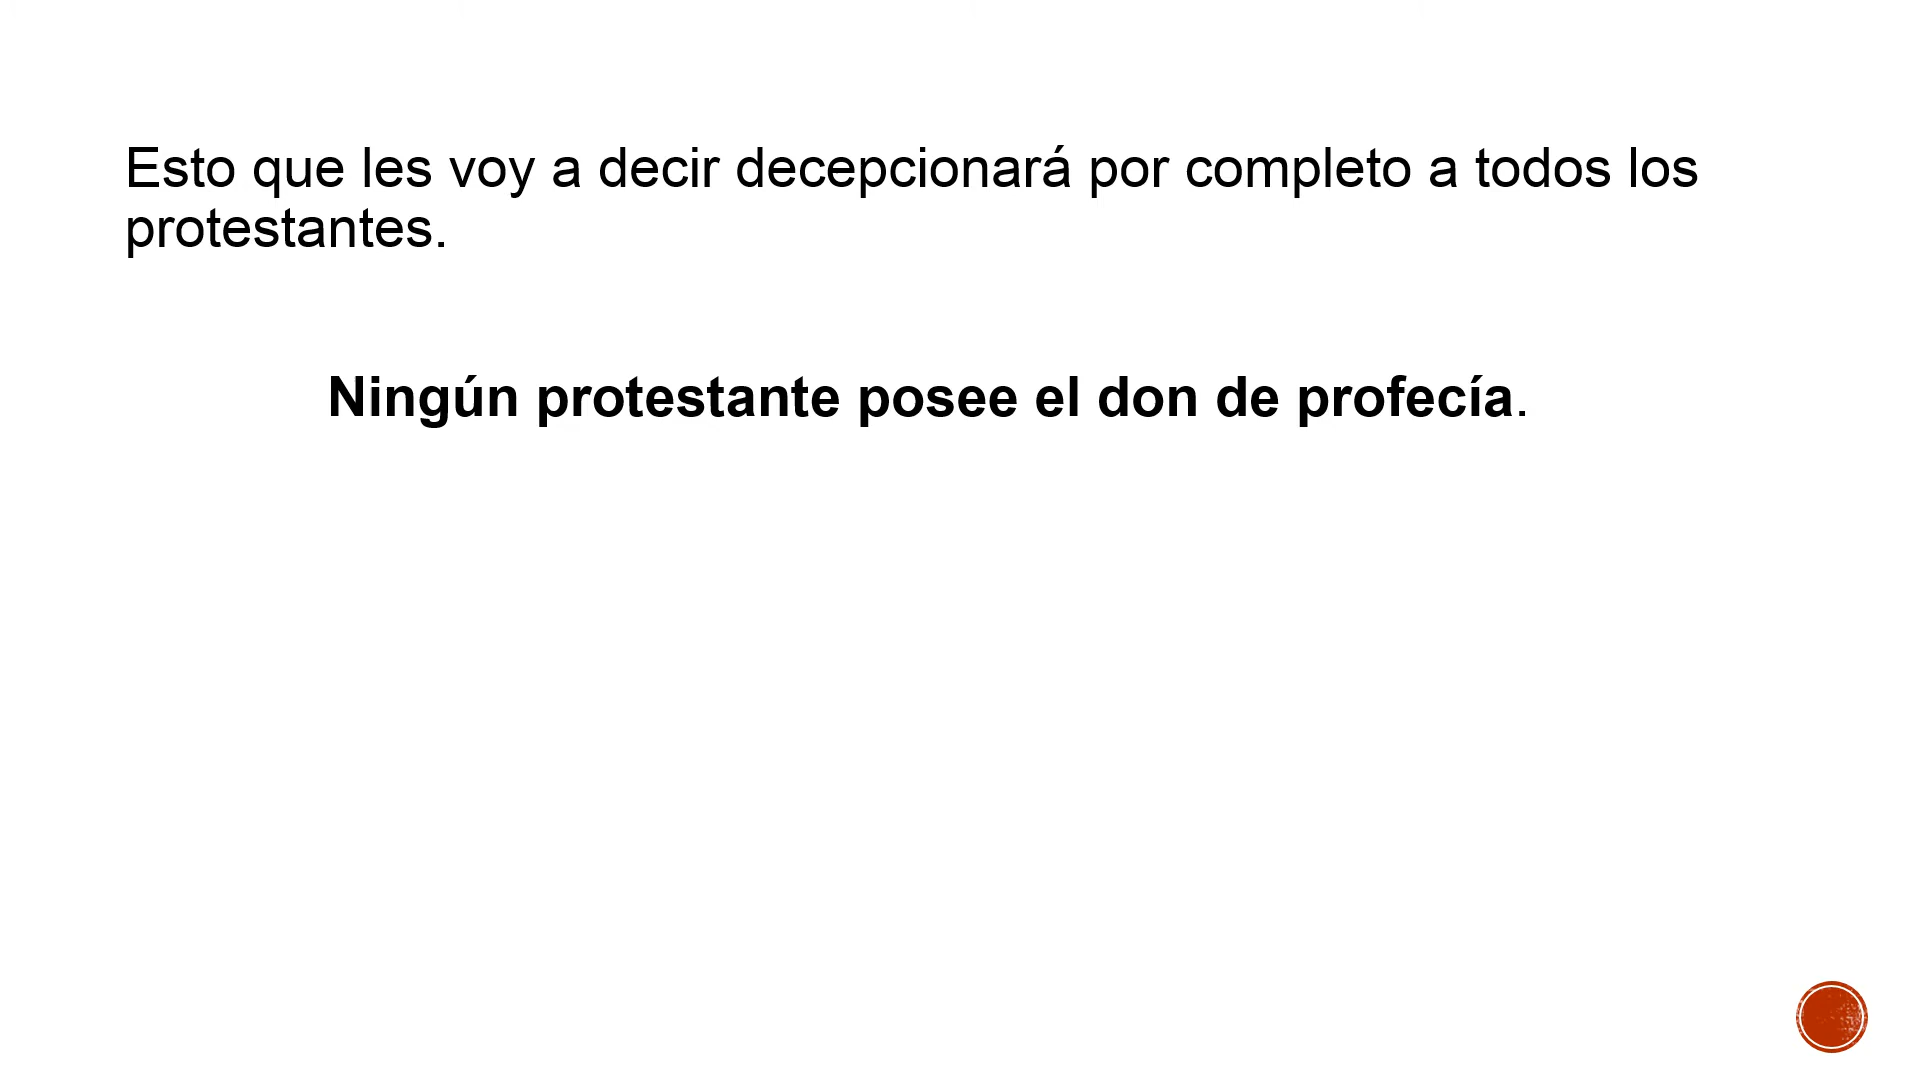 Esto que les voy a decir decepcionará por completo a todos los
protestantes.
Ningún protestante posee el don de profecía.